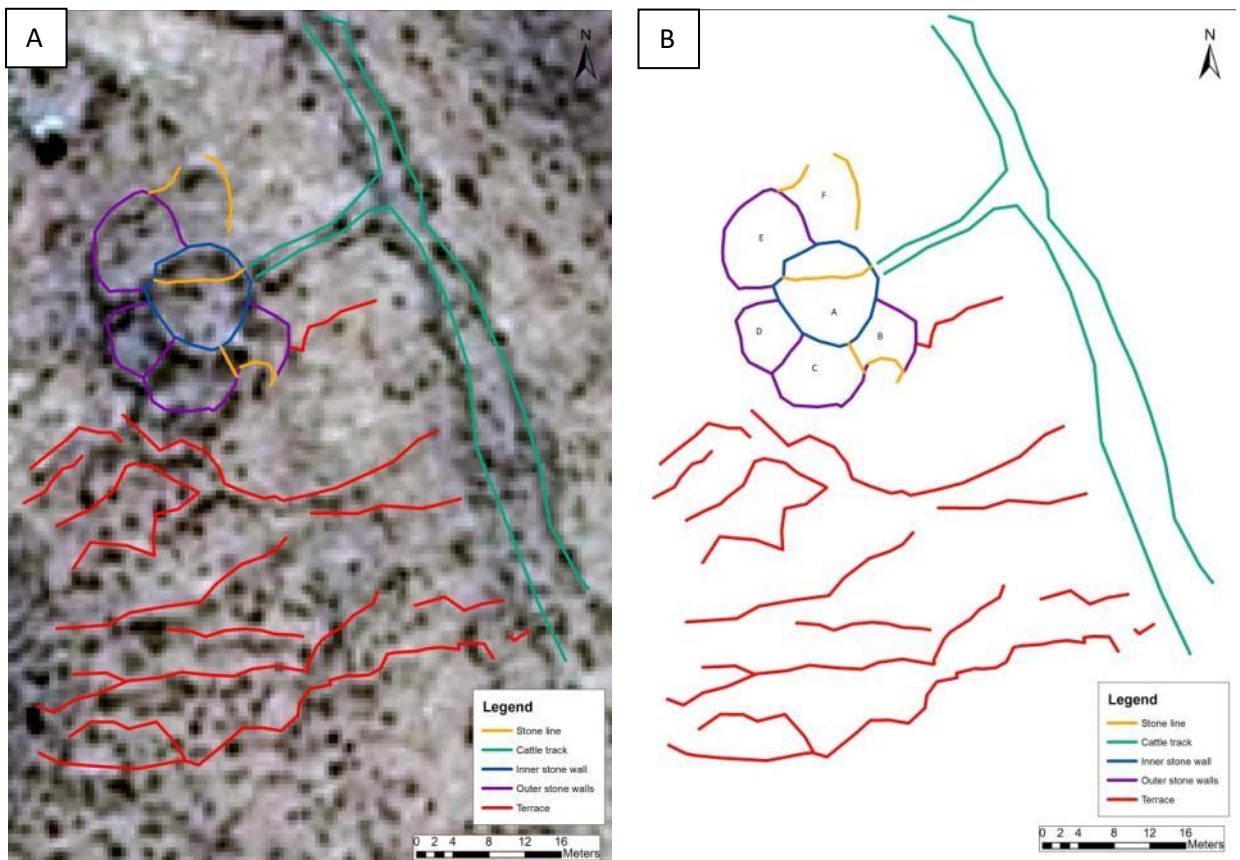 A
N
Legend
Stone line
Cattle track
Inner stone wall
Outer stone walls
Terrace
0 2 4 8 12 16
Meters
B
N
F
E
A
B
D
C
Legend
Stone line
Cattle track
Inner stone wall
Outer stone walls
Terrace
0 2 4 8 12 16
Meters